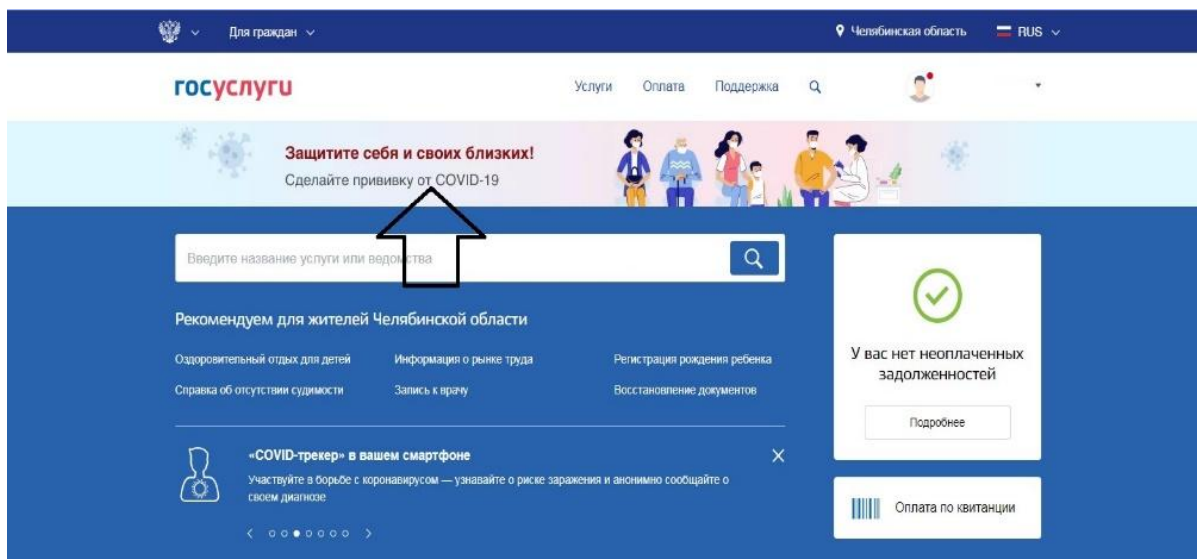 Для граждан
Челябинская область
RUS
госуслуги
Услуги Оплата Поддержка
Защитите себя и своих близких!
Сделайте прививку от COVID-19
Введите название услуги или ведомства
Рекомендуем для жителей Челябинской области
Оздоровительный отдых для детей
Информация о рынке труда
Регистрация рождения ребенка
Справка об отсутствии судимости
Запись к врачу
Восстановление документов
«COVID-трекер» в вашем смартфоне
Участвуйте в борьбе с коронавирусом — узнавайте о риске заражения и анонимно сообщайте о
своем диагнозе
У вас нет неоплаченных
задолженностей
Подробнее
Оплата по квитанции